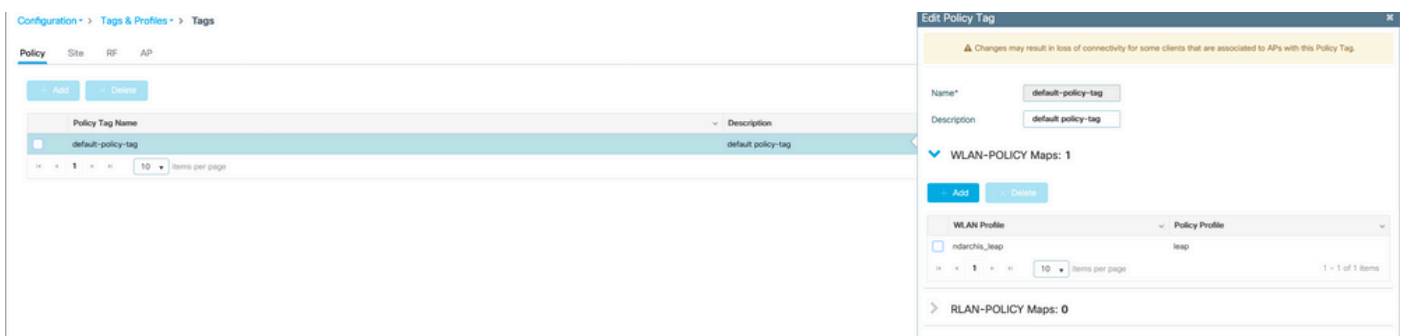 Configuration > Tags & Profiles > Tags
Policy Site RF AP
+ Add × Delete
Policy Tag Name Description
default-policy-tag default policy-tag
1 10 items per page
Edit Policy Tag
Changes may result in loss of connectivity for some clients that are associated to APs with this Policy Tag.
Name* default-policy-tag
Description default policy-tag
WLAN-POLICY Maps: 1
+ Add × Delete
WLAN Profile Policy Profile
ndarchis_leap leap
1 10 items per page 1 - 1 of 1 items
RLAN-POLICY Maps: 0